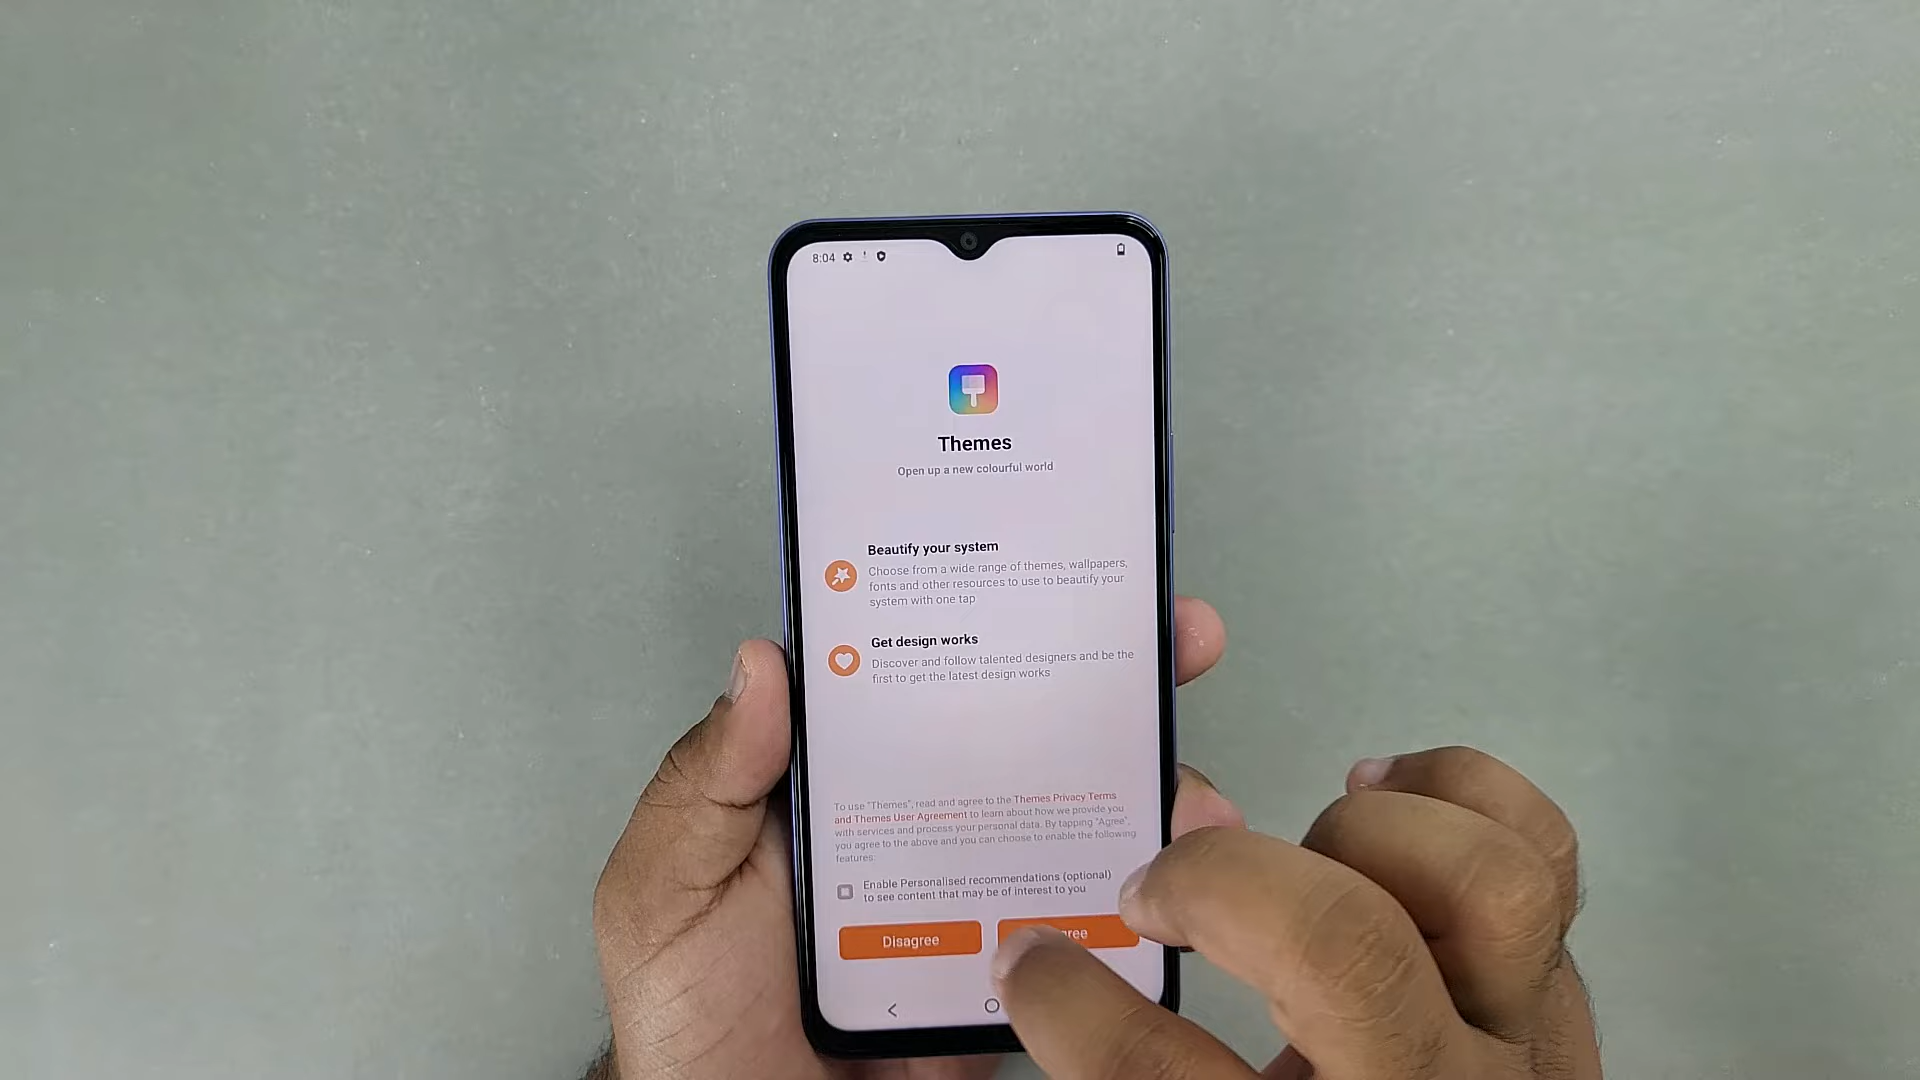 8:04
Themes
Open up a new colourful world
Beautify your system
Choose from a wide range of themes, wallpapers,
fonts and other resources to use to beautify your
system with one tap
Get design works
Discover and follow talented designers and be the
first to get the latest design works
To use "Themes", read and agree to the Themes Privacy Terms
and Themes User Agreement to learn about how we provide you
with services and process your personal data. By tapping "Agree",
you agree to the above and you can choose to enable the following
features:
Enable Personalised recommendations (optional)
to see content that may be of interest to you
Disagree
gree